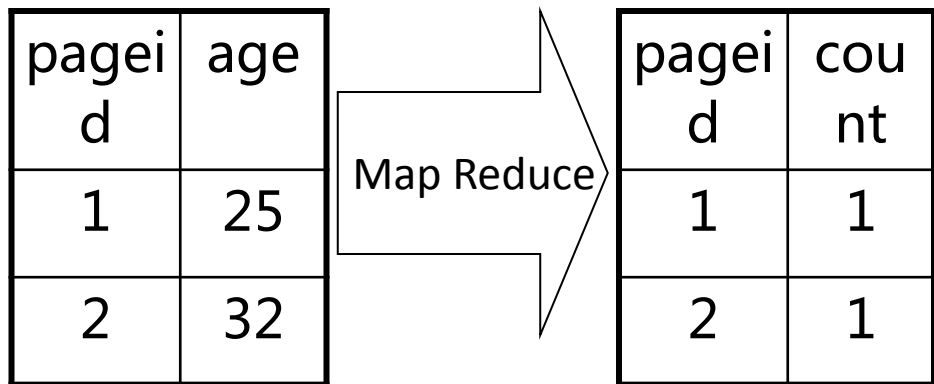 pagei age
d
1 25
2 32
Map Reduce
pagei cou
d nt
1 1
2 1